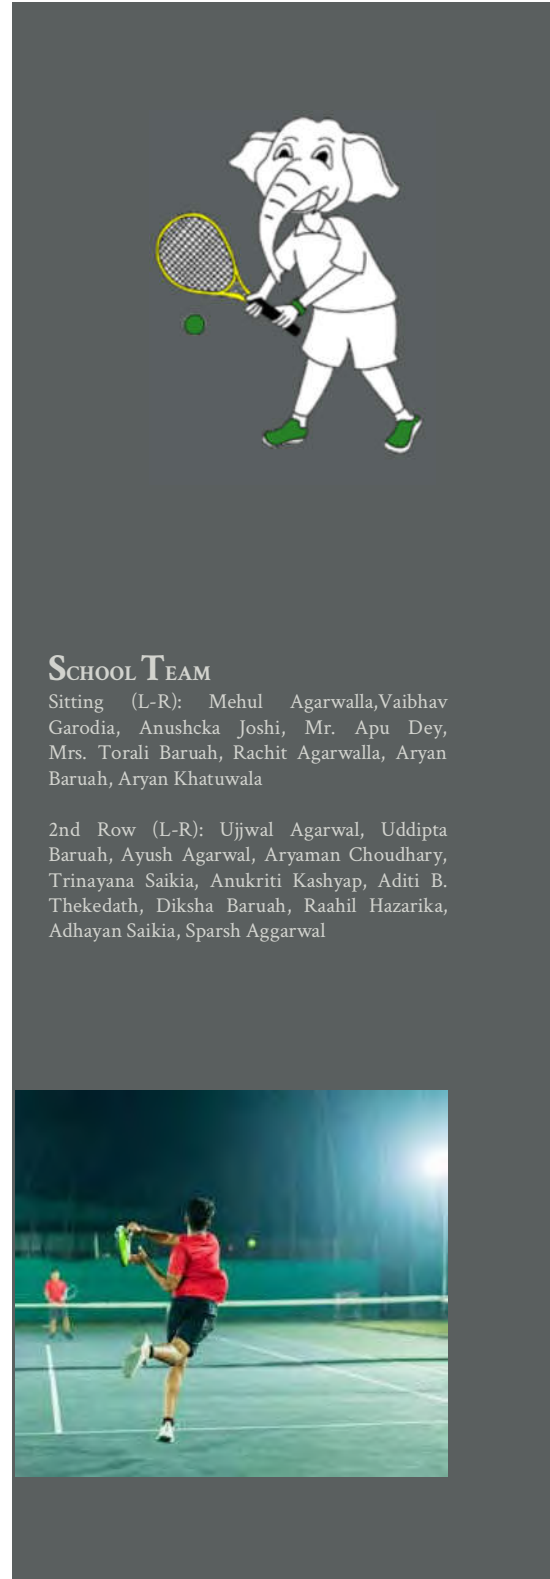 School Team
Sitting (L-R): Mehul Agarwalla,Vaibhav
Garodia, Anushcka Joshi, Mr. Apu Dey,
Mrs. Torali Baruah, Rachit Agarwalla, Aryan
Baruah, Aryan Khatuwala
2nd Row (L-R): Ujjwal Agarwal, Uddipta
Baruah, Ayush Agarwal, Aryaman Choudhary,
Trinayana Saikia, Anukriti Kashyap, Aditi B.
Thekedath, Diksha Baruah, Raahil Hazarika,
Adhayan Saikia, Sparsh Aggarwal